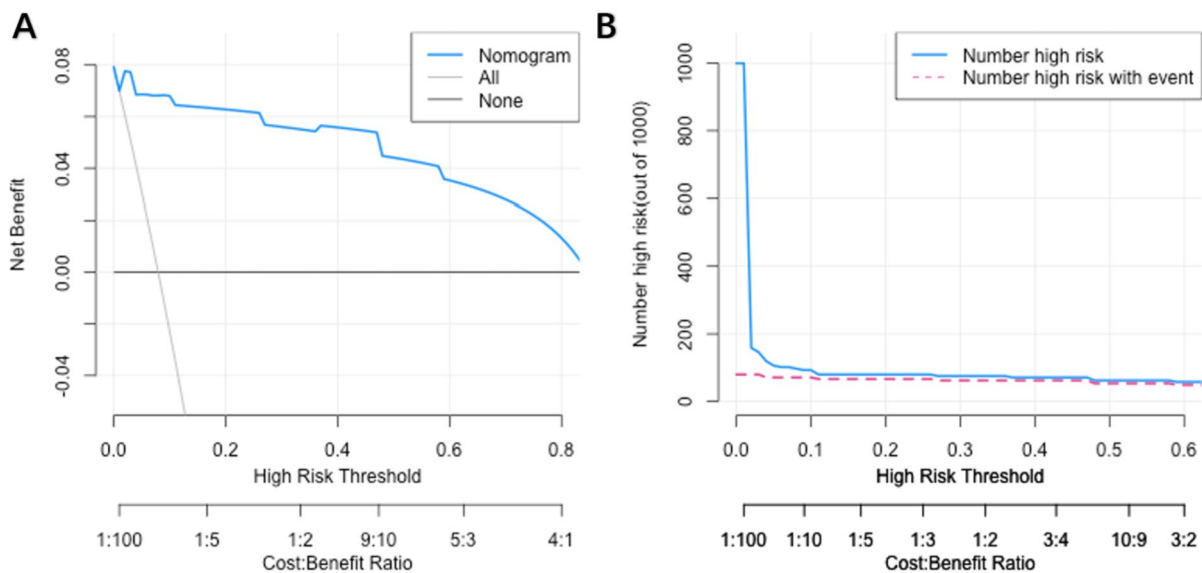 A
Nomogram
All
None
Net Benefit
0.08
0.04
0.00
-0.04
0.0 0.2 0.4 0.6 0.8
High Risk Threshold
1:100 1:5 1:2 9:10 5:3 4:1
Cost:Benefit Ratio
B
Number high risk
Number high risk with event
Number high risk(out of 1000)
1000
800
600
400
200
0
0.0 0.1 0.2 0.3 0.4 0.5 0.6
High Risk Threshold
1:100 1:10 1:5 1:3 1:2 3:4 10:9 3:2
Cost:Benefit Ratio